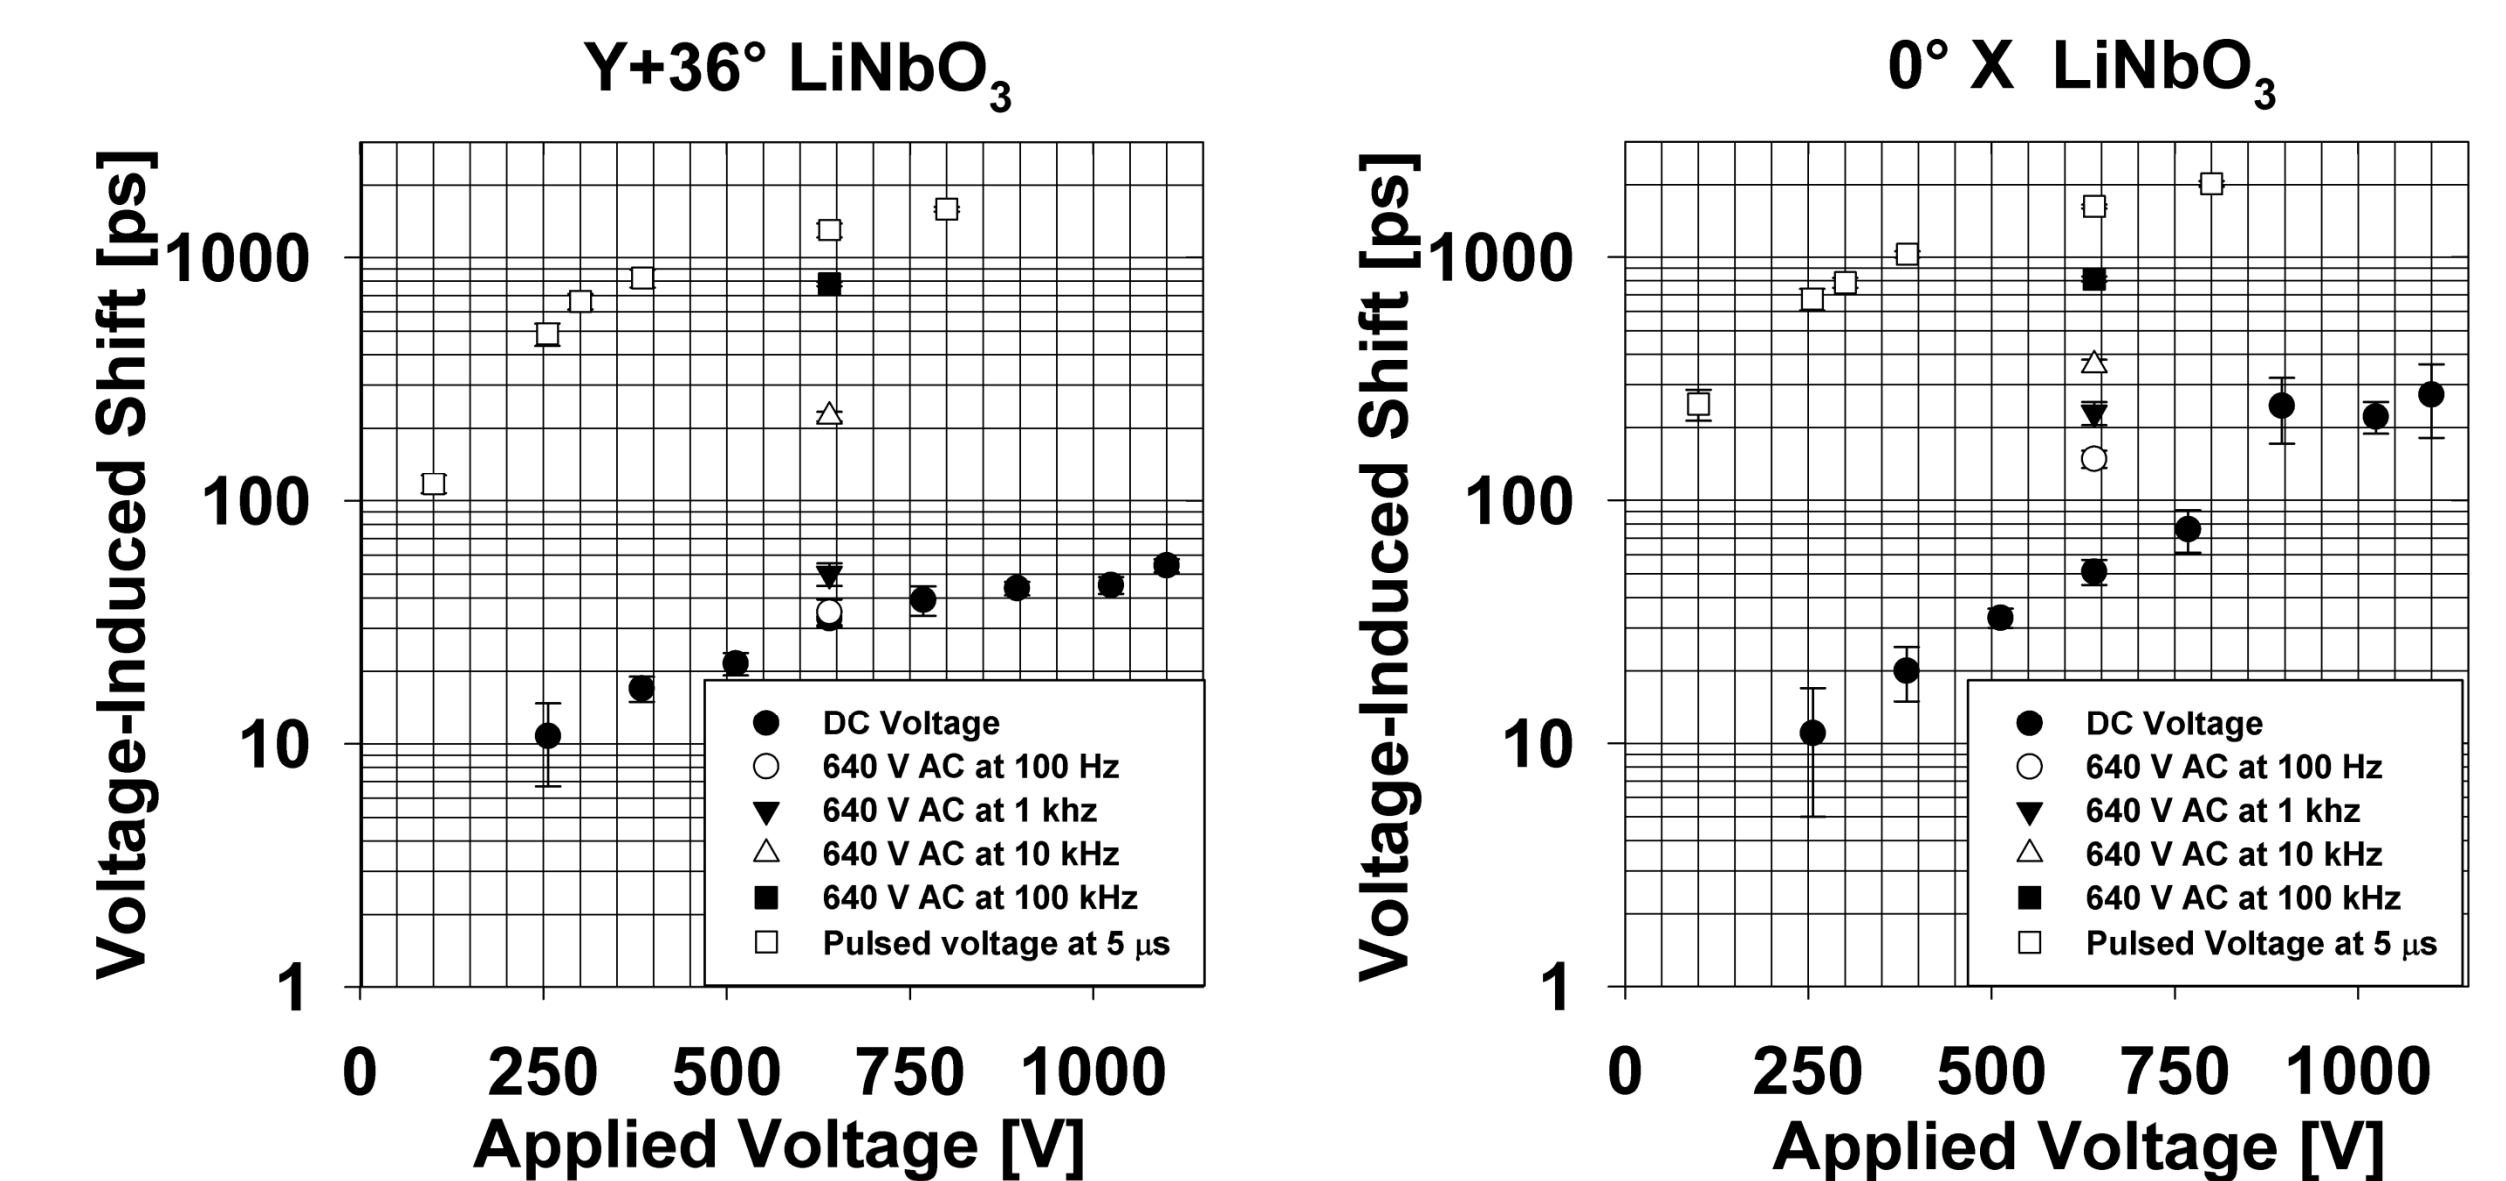 Y+36° LiNbO3
Voltage-Induced Shift [ps]
1000
100
10
1
DC Voltage
640 V AC at 100 Hz
640 V AC at 1 khz
640 V AC at 10 kHz
640 V AC at 100 kHz
Pulsed voltage at 5 μs
0 250 500 750 1000
Applied Voltage [V]
0° X LiNbO3
Voltage-Induced Shift [ps]
1000
100
10
1
DC Voltage
640 V AC at 100 Hz
640 V AC at 1 khz
640 V AC at 10 kHz
640 V AC at 100 kHz
Pulsed Voltage at 5 μs
0 250 500 750 1000
Applied Voltage [V]